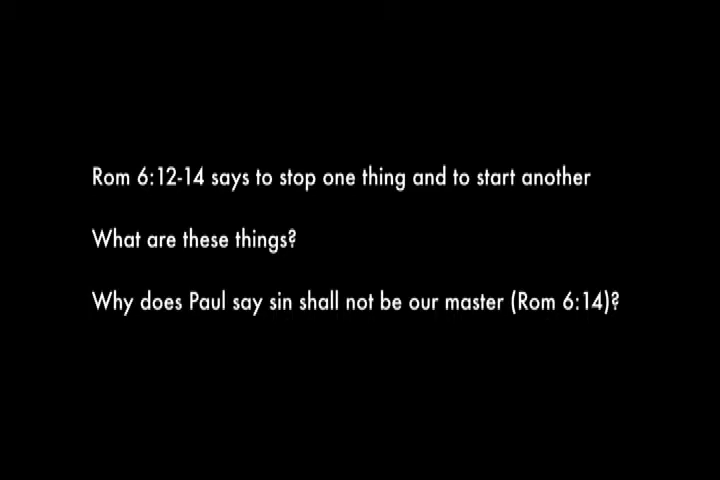 Rom 6:12-14 says to stop one thing and to start another
What are these things?
Why does Paul say sin shall not be our master (Rom 6:14)?